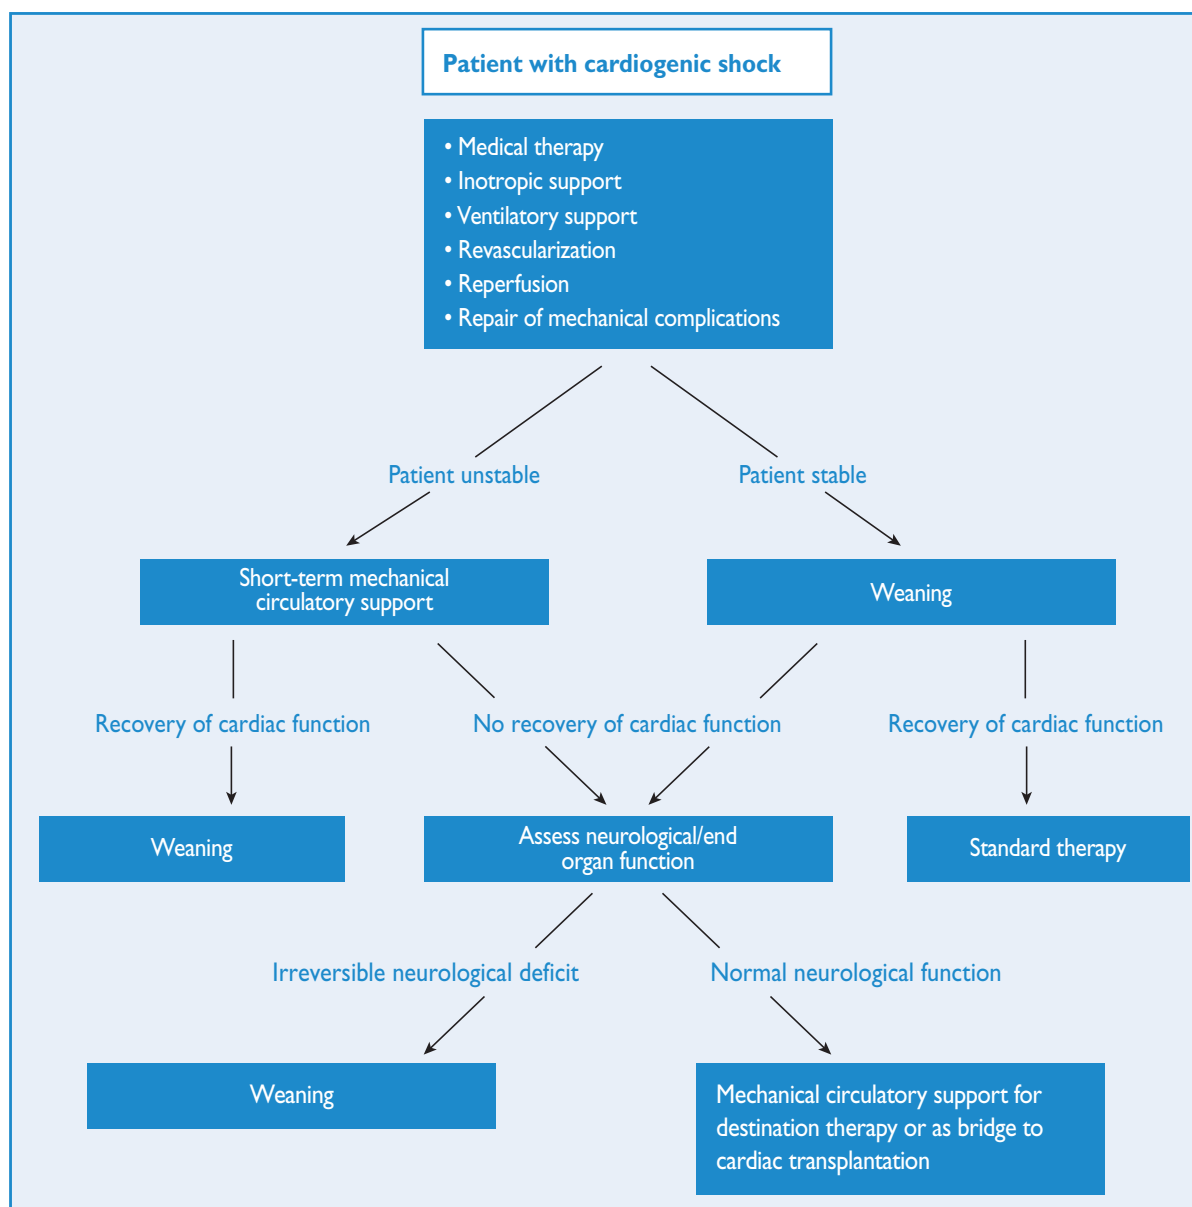 Patient with cardiogenic shock
• Medical therapy
• Inotropic support
• Ventilatory support
• Revascularization
• Reperfusion
• Repair of mechanical complications
Patient unstable
Patient stable
Short-term mechanical
circulatory support
Weaning
Recovery of cardiac function
No recovery of cardiac function
Recovery of cardiac function
Weaning
Assess neurological/end
organ function
Standard therapy
Irreversible neurological deficit
Normal neurological function
Weaning
Mechanical circulatory support for
destination therapy or as bridge to
cardiac transplantation